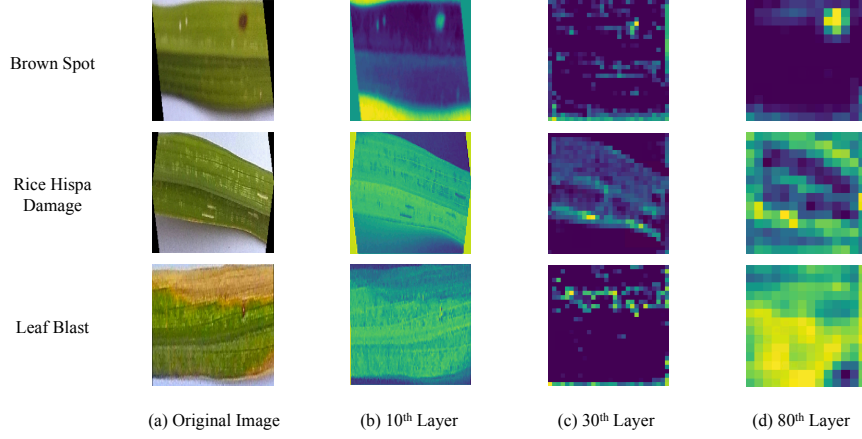 Brown Spot
Rice Hispa
Damage
Leaf Blast
(a) Original Image (b) 10th Layer (c) 30th Layer (d) 80th Layer